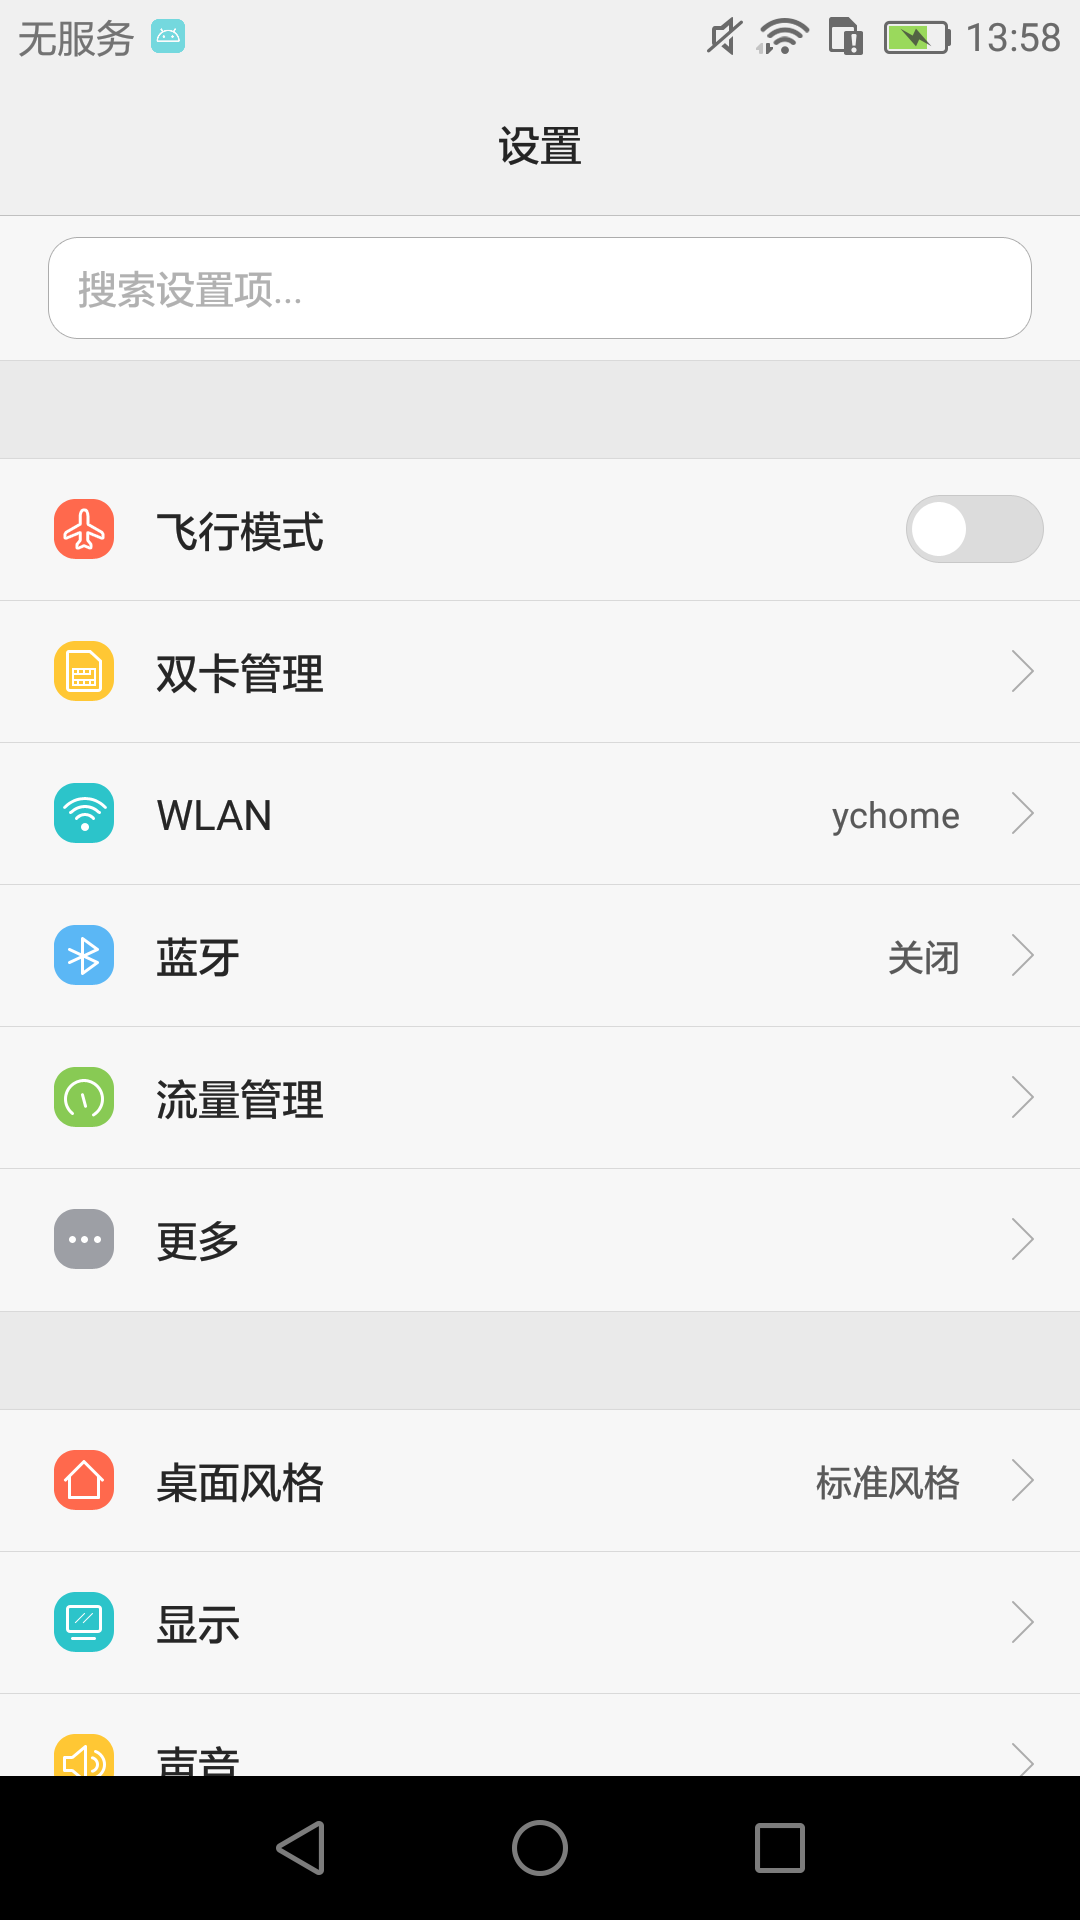 无服务 13:58
设置
搜索设置项...
飞行模式
双卡管理
WLAN ychome
蓝牙 关闭
流量管理
更多
桌面风格 标准风格
显示
声音